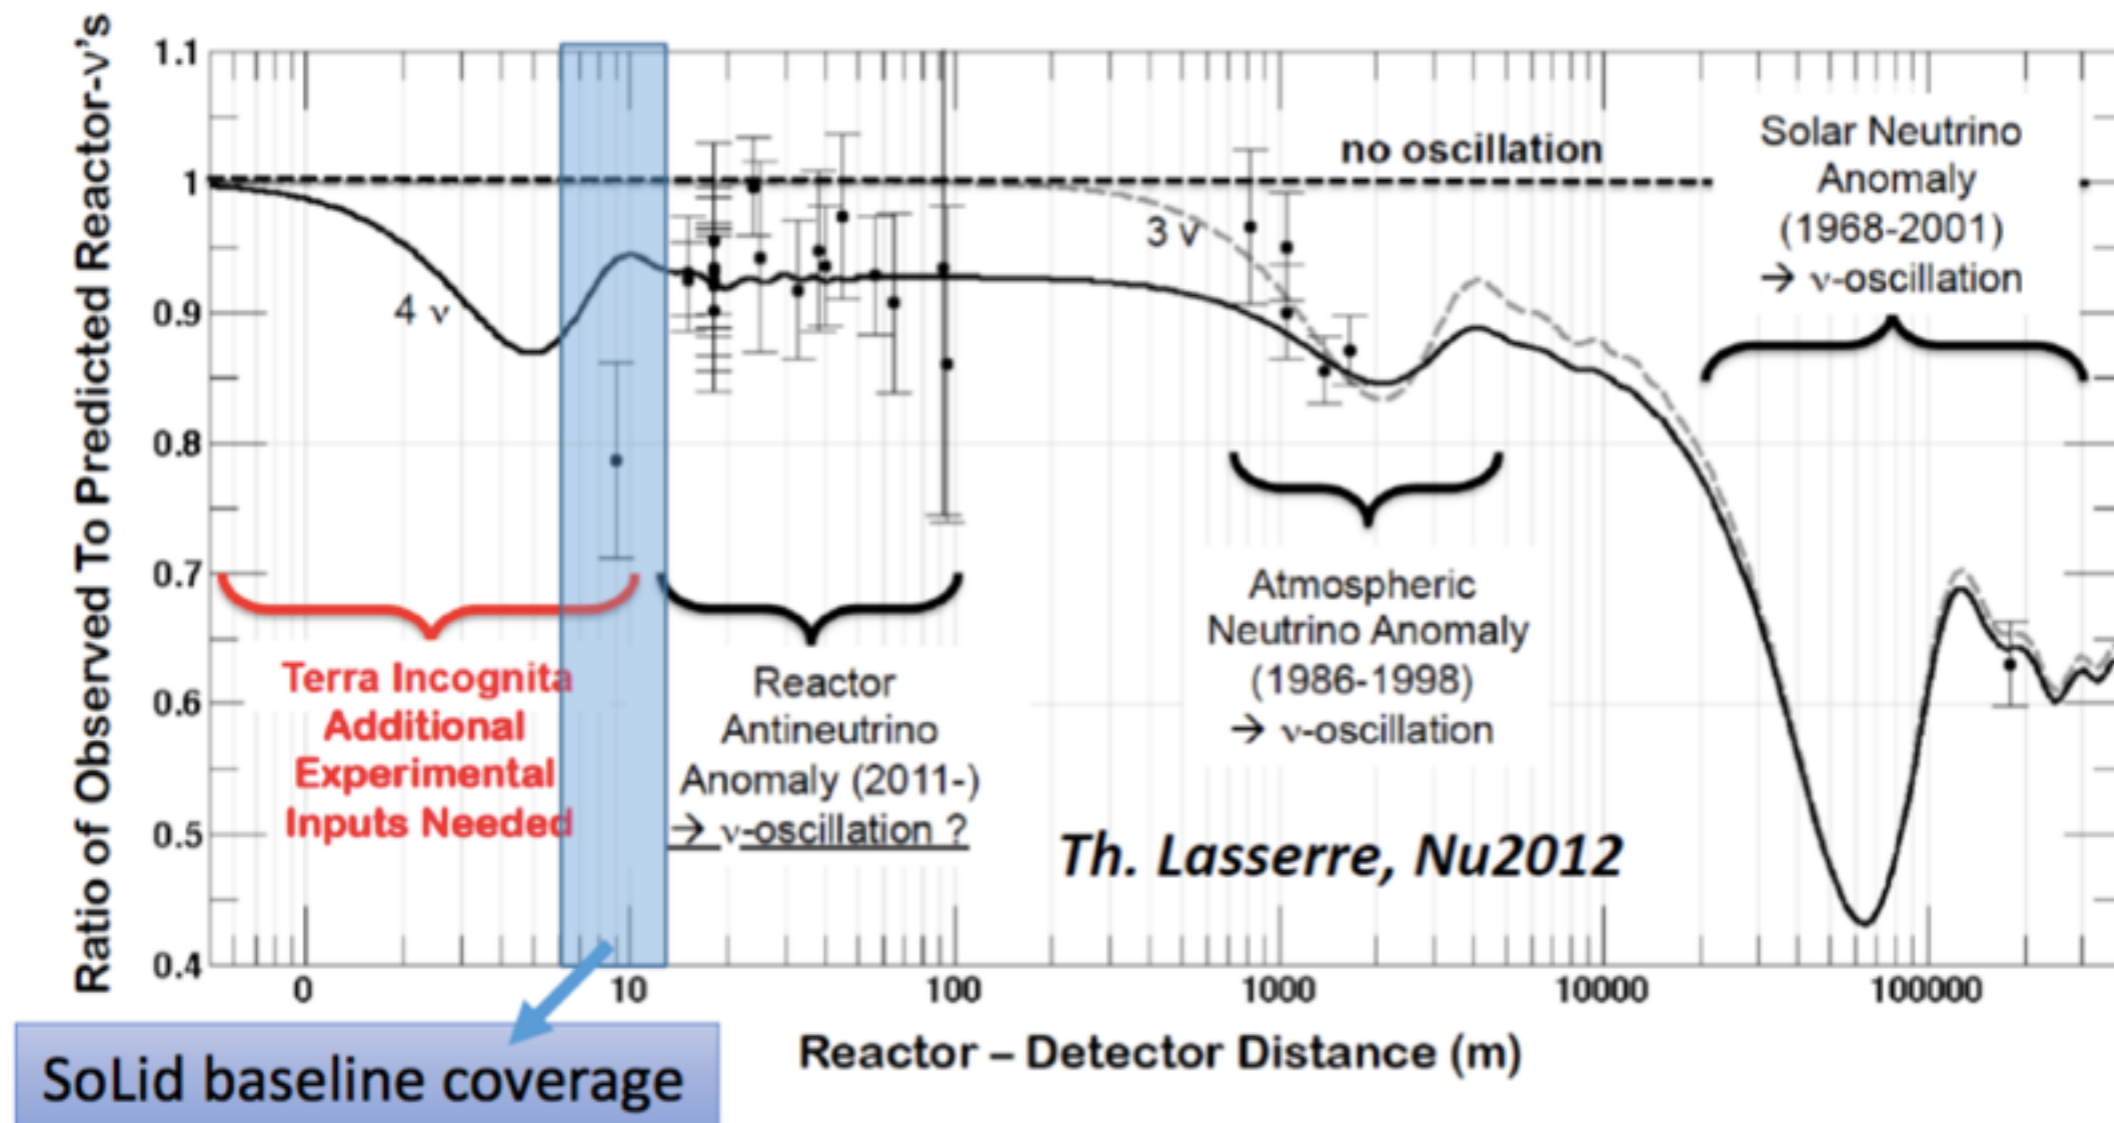 Ratio of Observed To Predicted Reactor-ν's
1.1
1
0.9
0.8
0.7
0.6
0.5
0.4
no oscillation
3 ν
4 ν
Solar Neutrino
Anomaly
(1968-2001)
→ ν-oscillation
Terra Incognita
Additional
Experimental
Inputs Needed
Reactor
Antineutrino
Anomaly (2011-)
→ ν-oscillation ?
Atmospheric
Neutrino Anomaly
(1986-1998)
→ ν-oscillation
Th. Lasserre, Nu2012
0 10 100 1000 10000 100000
Reactor – Detector Distance (m)
SoLid baseline coverage